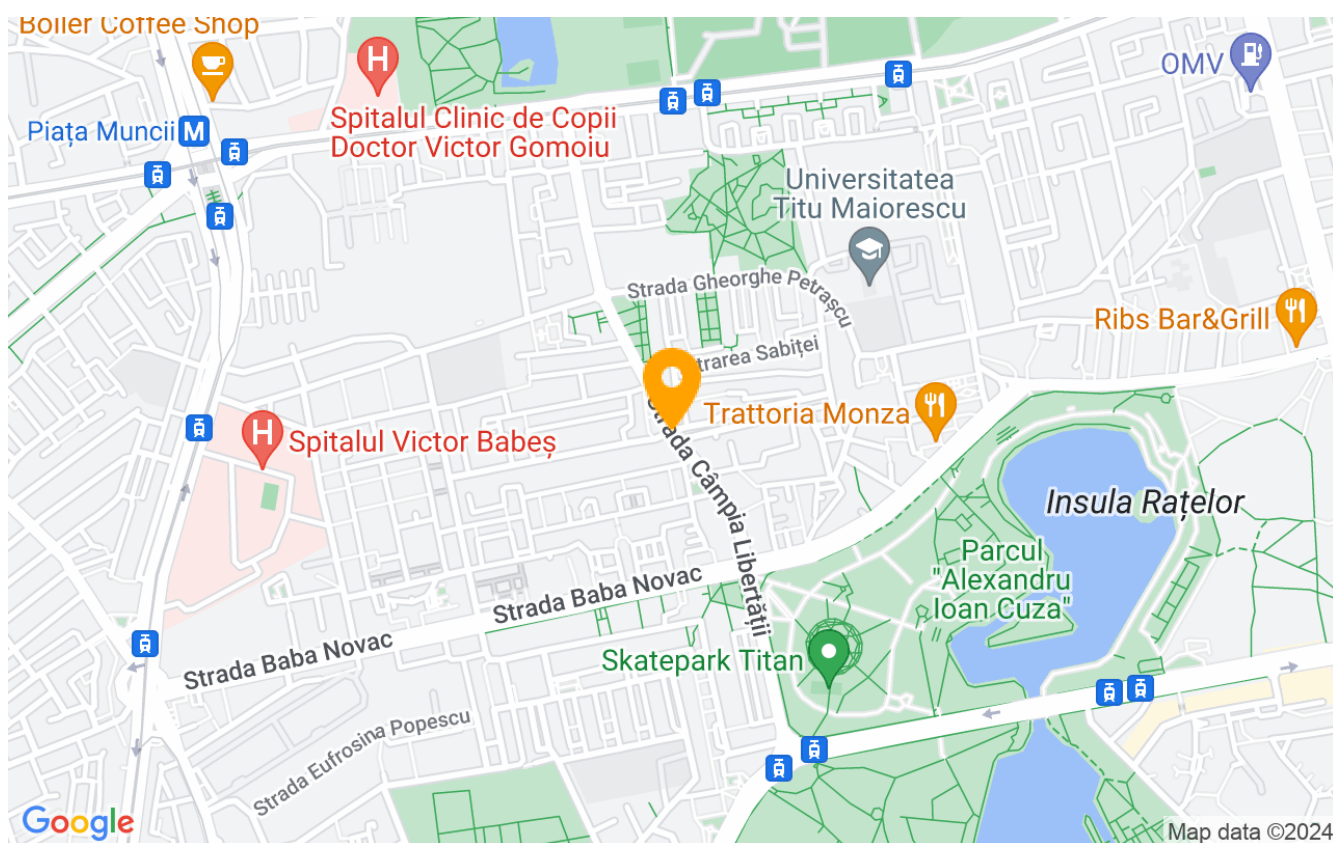 Boiler Coffee Shop
OMV
Piața Muncii
M
H
Spitalul Clinic de Copii
Doctor Victor Gomoiu
Universitatea
Titu Maiorescu
Strada Gheorghe Petrașcu
Ribs Bar&Grill
trarea Sabiței
Trattoria Monza
H
Spitalul Victor Babeș
Strada Câmpia Libertății
Insula Rațelor
Parcul
"Alexandru
Ioan Cuza"
Strada Baba Novac
Strada Baba Novac
Skatepark Titan
Strada Eufrosina Popescu
Google
Map data ©2024